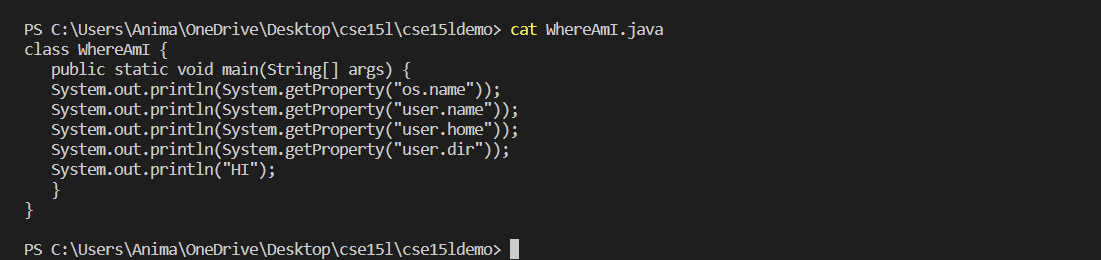 PS C:\Users\Anima\OneDrive\Desktop\cse15l\cse15ldemo> cat WhereAmI.java
class WhereAmI {
   public static void main(String[] args) {
   System.out.println(System.getProperty("os.name"));
   System.out.println(System.getProperty("user.name"));
   System.out.println(System.getProperty("user.home"));
   System.out.println(System.getProperty("user.dir"));
   System.out.println("HI");
   }
}
PS C:\Users\Anima\OneDrive\Desktop\cse15l\cse15ldemo>